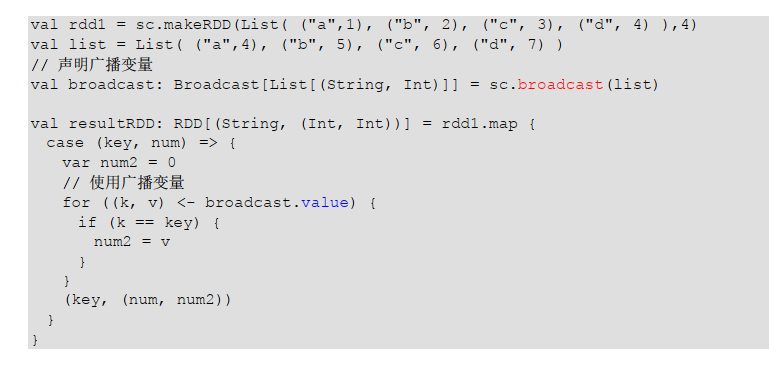 val rdd1 = sc.makeRDD(List( ("a",1), ("b", 2), ("c", 3), ("d", 4) ),4)
val list = List( ("a",4), ("b", 5), ("c", 6), ("d", 7) )
// 声明广播变量
val broadcast: Broadcast[List[(String, Int)]] = sc.broadcast(list)

val resultRDD: RDD[(String, (Int, Int))] = rdd1.map {
  case (key, num) => {
    var num2 = 0
    // 使用广播变量
    for ((k, v) <- broadcast.value) {
      if (k == key) {
        num2 = v
      }
    }
    (key, (num, num2))
  }
}